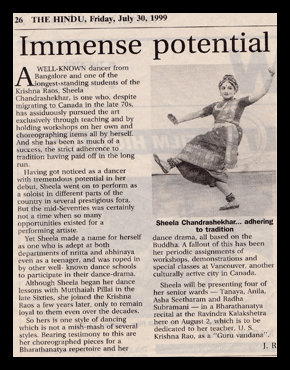 26 THE HINDU, Friday, July 30, 1999
Immense potential
A WELL-KNOWN dancer from
Bangalore and one of the
longest-standing students of the
Krishna Raos, Sheela
Chandrashekhar, is one who, despite
migrating to Canada in the late 70s,
has assiduously pursued the art
exclusively through teaching and by
holding workshops on her own and
choreographing items all by herself.
And she has been as much of a
success, the strict adherence to
tradition having paid off in the long
run.
Having got noticed as a dancer
with tremendous potential in her
debut, Sheela went on to perform as
a soloist in different parts of the
country in several prestigious fora.
But the mid-Seventies was certainly
not a time when so many
opportunities existed for a
performing artiste.
Yet Sheela made a name for herself
as one who is adept at both
departments of nritta and abhinaya
even as a teenager, and was roped in
by other well- known dance schools
to participate in their dance-drama.
Although Sheela began her dance
lessons with Mutthaiah Pillai in the
late Sixties, she joined the Krishna
Raos a few years later, only to remain
loyal to them even over the decades.
So hers is one style of dancing
which is not a mish-mash of several
styles. Bearing testimony to this are
her choreographed pieces for a
Bharathanatya repertoire and her
Sheela Chandrashekhar... adhering
to tradition
dance drama, all based on the
Buddha. A fallout of this has been
her periodic assignments of
workshops, demonstrations and
special classes at Vancouver, another
culturally active city in Canada.
Sheela will be presenting four of
her senior wards — Tanaya, Anila,
Asha Seetharam and Radha
Shivramani — in a Bharathanatya
recital at the Ravindra Kalakshetra
here on August 2, which is to be
dedicated to her teacher, U. S.
Krishna Rao, as a "Guru vandana".
J. R